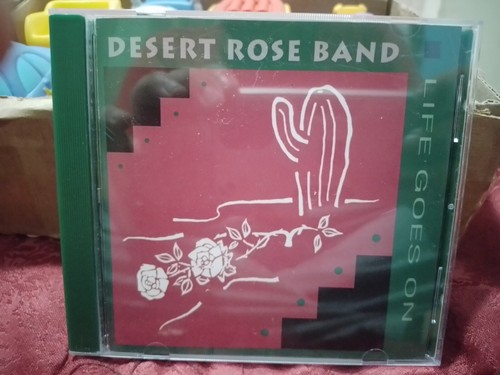 DESERT ROSE BAND
LIFE GOES ON